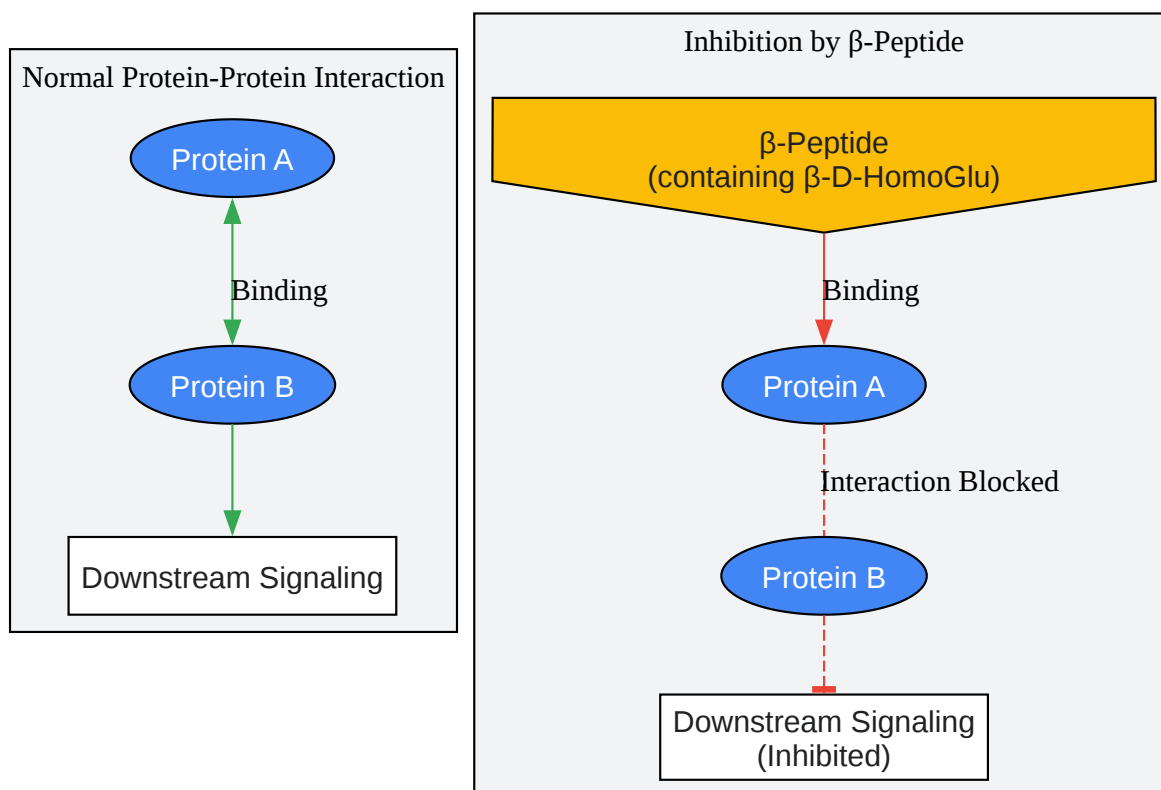 Normal Protein-Protein Interaction
Protein A
Binding
Protein B
Downstream Signaling
Inhibition by β-Peptide
β-Peptide
(containing β-D-HomoGlu)
Binding
Protein A
Interaction Blocked
Protein B
Downstream Signaling
(Inhibited)